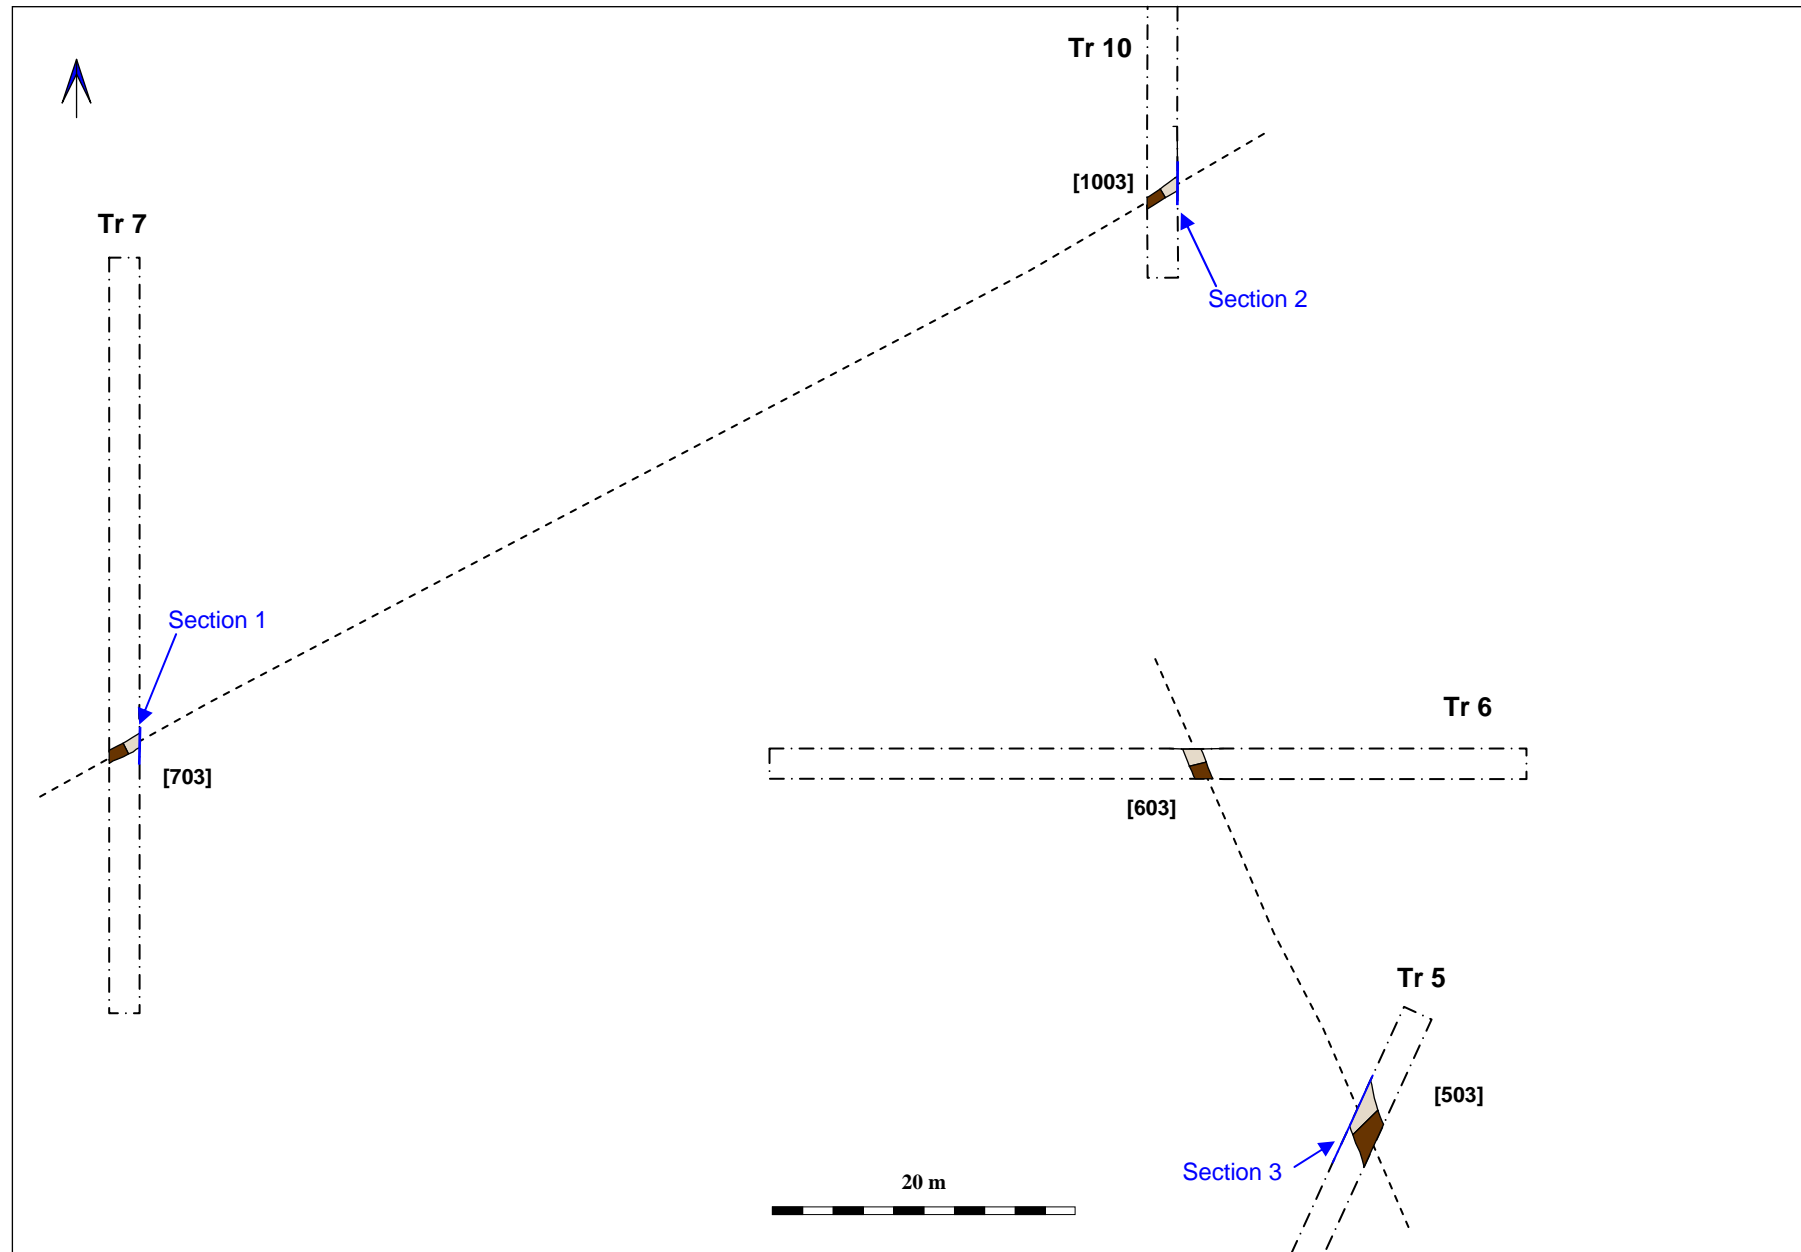 Tr 10
[1003]
Tr 7
Section 2
Section 1
Tr 6
[703]
[603]
Tr 5
[503]
Section 3
20 m